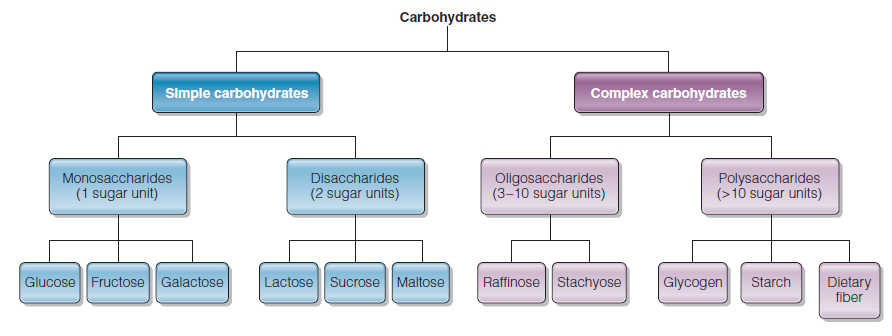 Carbohydrates
Simple carbohydrates
Complex carbohydrates
Monosaccharides
(1 sugar unit)
Disaccharides
(2 sugar units)
Oligosaccharides
(3–10 sugar units)
Polysaccharides
(>10 sugar units)
Glucose
Fructose
Galactose
Lactose
Sucrose
Maltose
Raffinose
Stachyose
Glycogen
Starch
Dietary
fiber